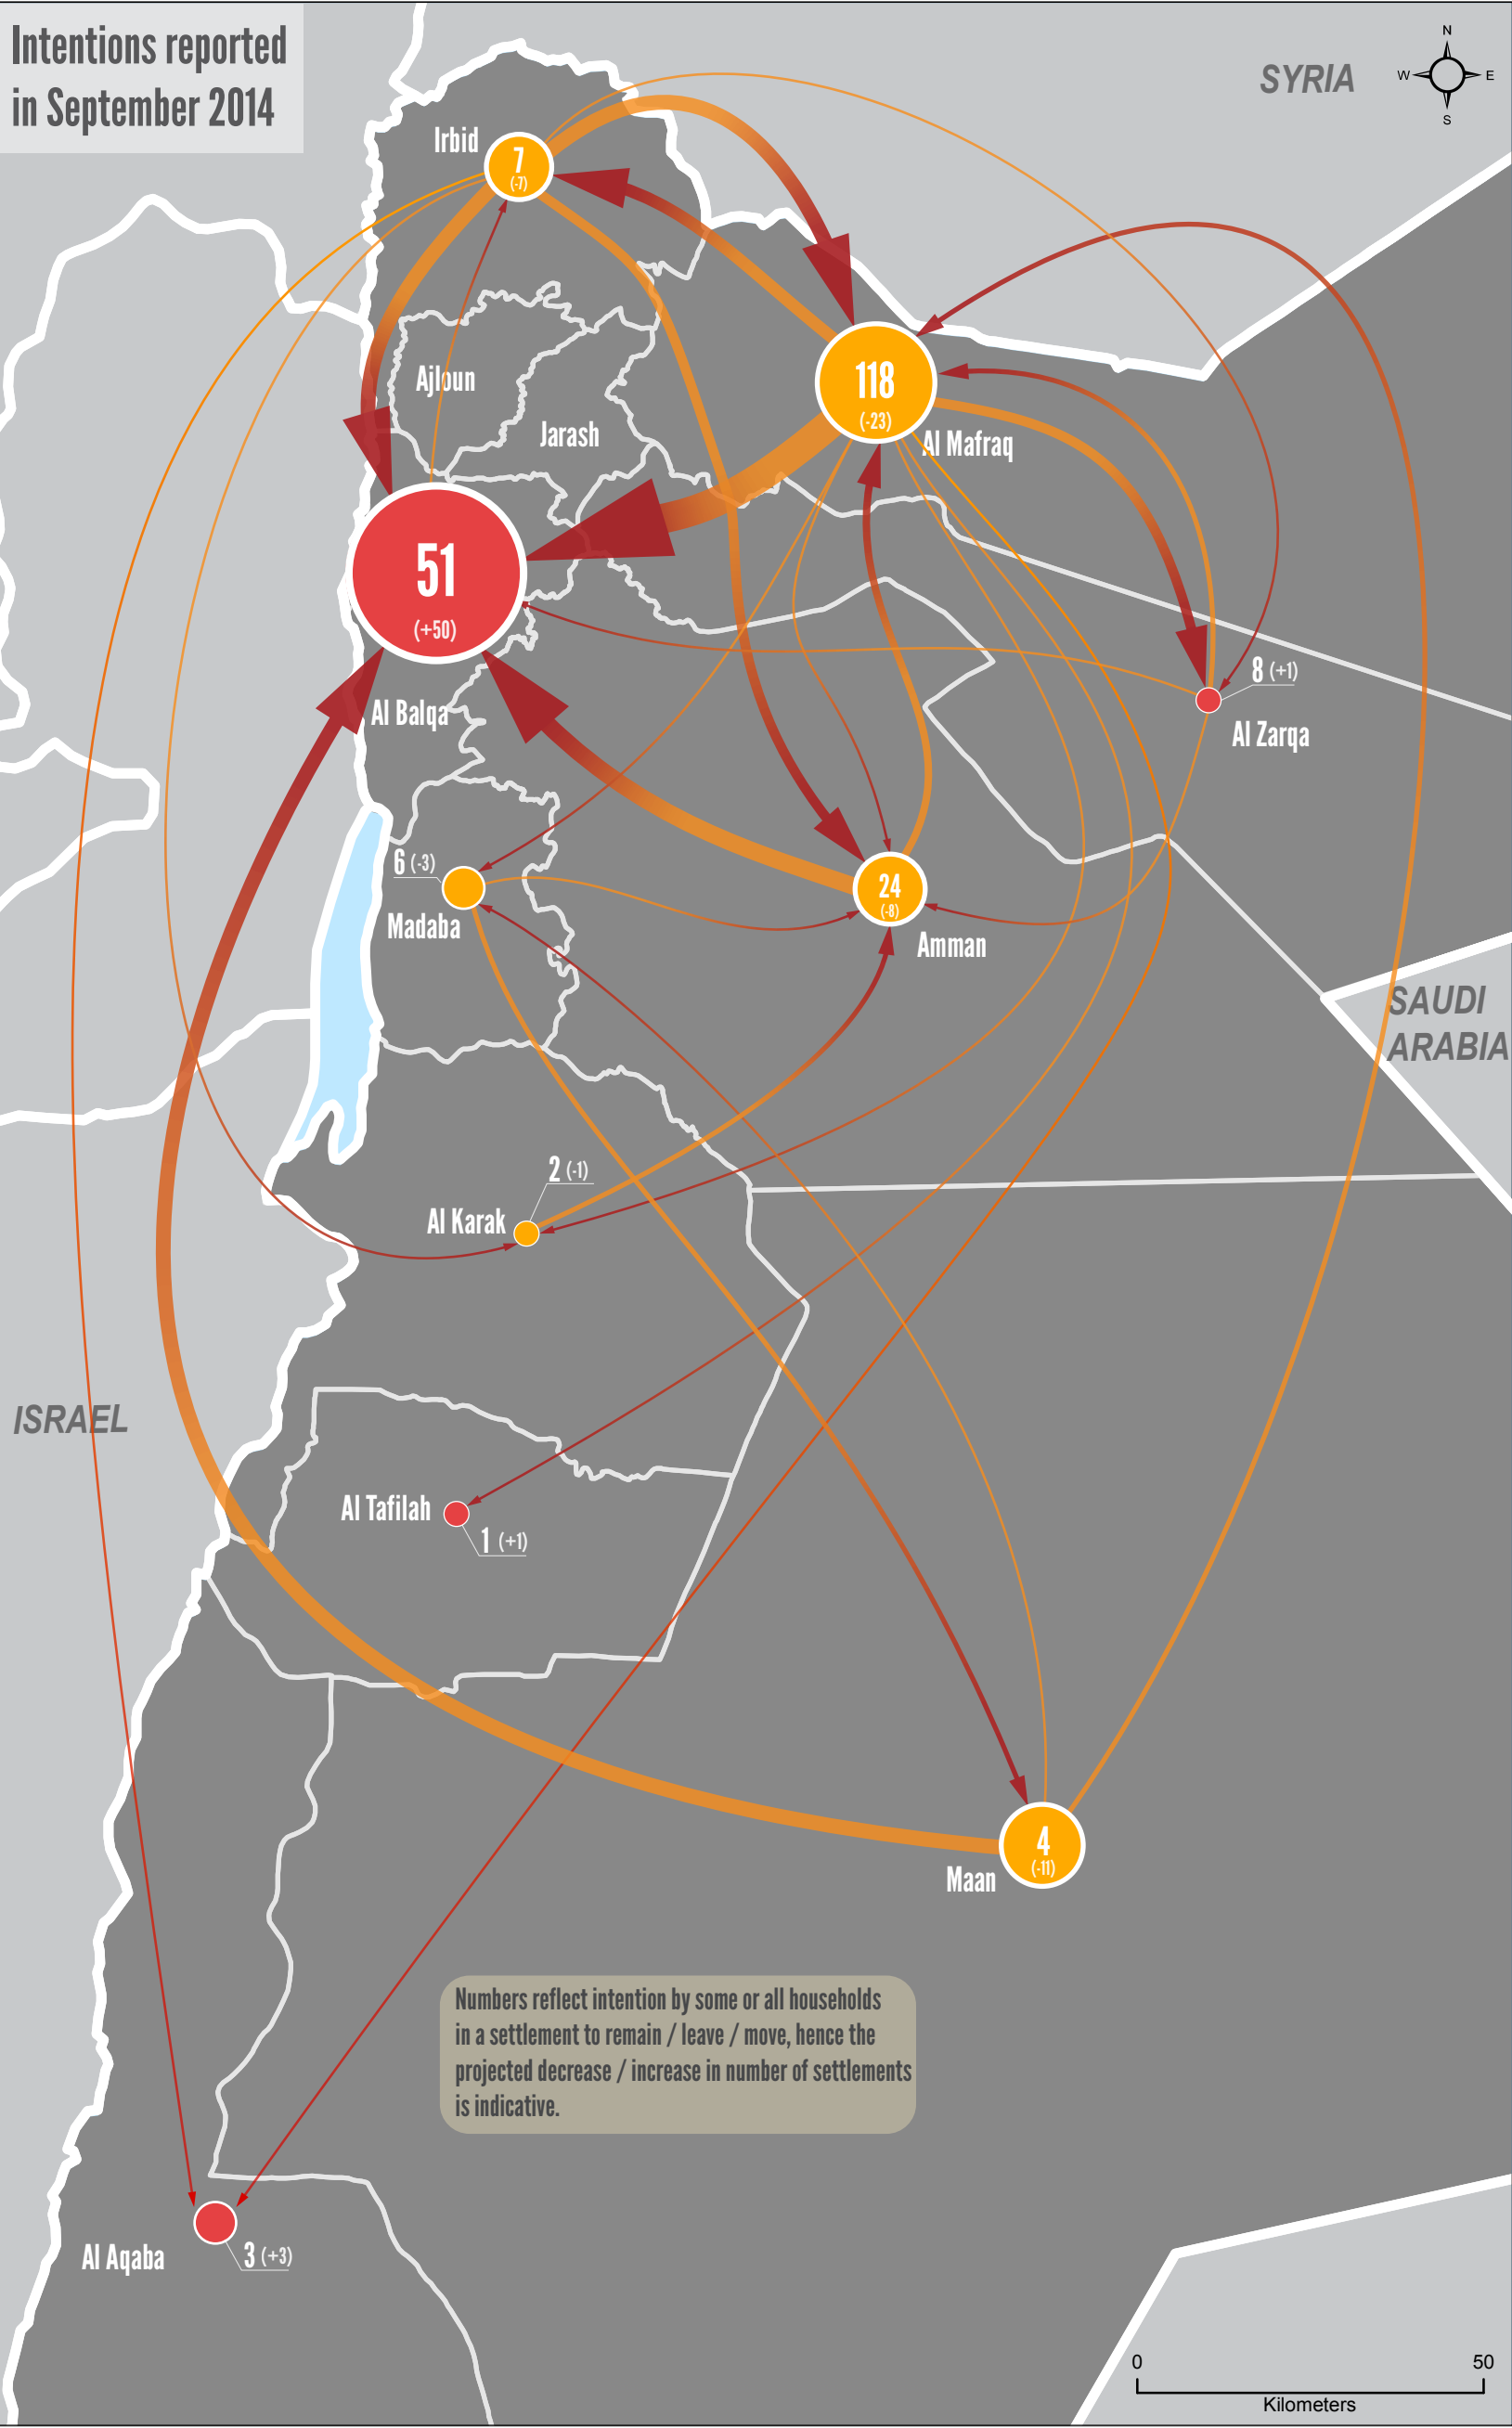 Intentions reported
in September 2014
N
W
E
S
SYRIA
Irbid
7
(-7)
Ajloun
118
(-23)
Jarash
Al Mafraq
51
(+50)
8 (+1)
Al Balqa
Al Zarqa
6 (-3)
24
(-8)
Madaba
Amman
SAUDI
ARABIA
2 (-1)
Al Karak
ISRAEL
Al Tafilah
1 (+1)
4
(-11)
Maan
Numbers reflect intention by some or all households
in a settlement to remain / leave / move, hence the
projected decrease / increase in number of settlements
is indicative.
Al Aqaba
3 (+3)
0
50
Kilometers